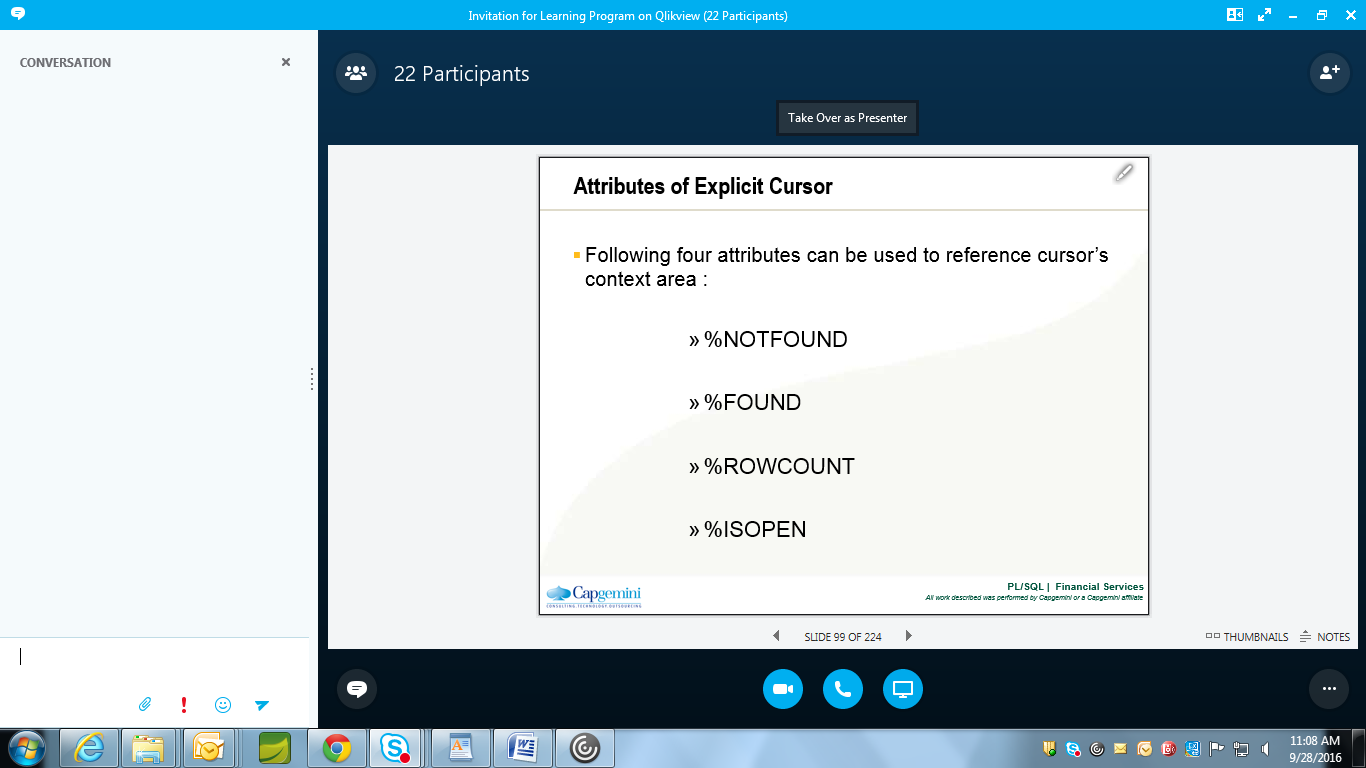 Invitation for Learning Program on Qlikview (22 Participants)
CONVERSATION
22 Participants
Take Over as Presenter
Attributes of Explicit Cursor
Following four attributes can be used to reference cursor's
context area :
» %NOTFOUND
» %FOUND
» %ROWCOUNT
» %ISOPEN
Capgemini
CONSULTING.TECHNOLOGY.OUTSOURCING
PL/SQL | Financial Services
All work described was performed by Capgemini or a Capgemini affiliate
SLIDE 99 OF 224
THUMBNAILS
NOTES
11:08 AM
9/28/2016